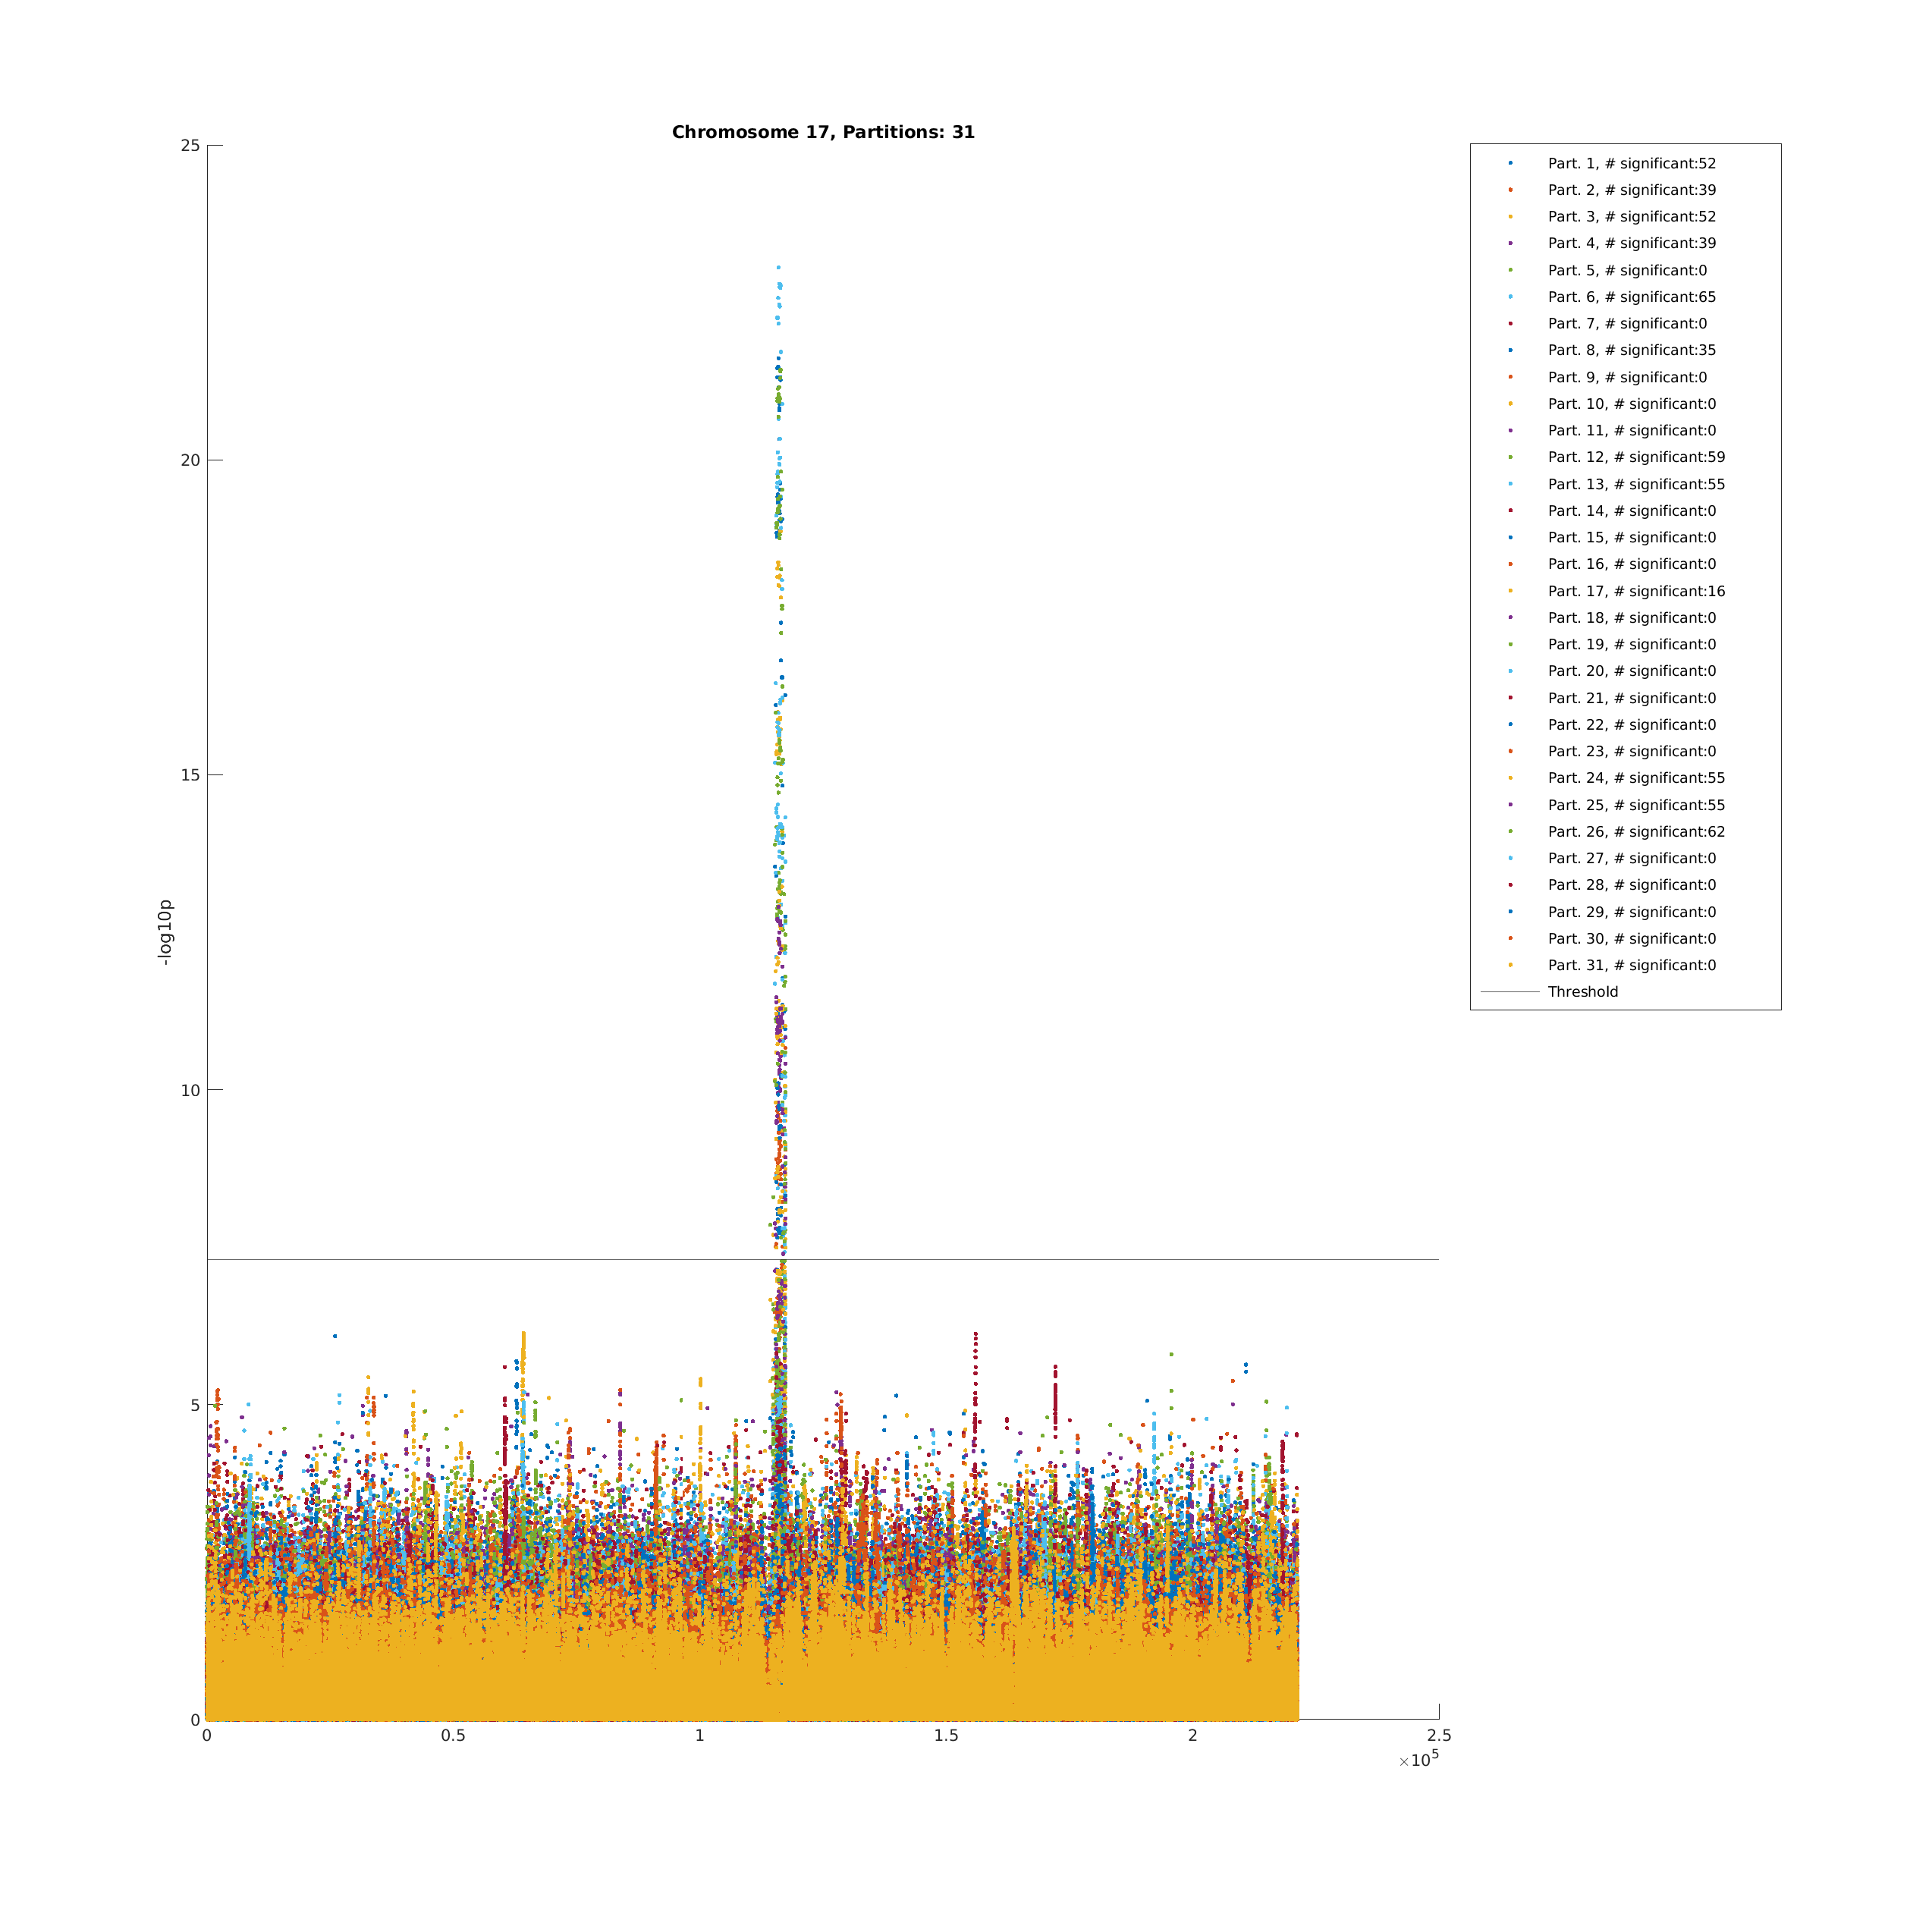 Chromosome 17, Partitions: 31
25
20
15
10
5
0
-log10p
0
0.5
1
1.5
2
2.5
×10^5
Part. 1, # significant:52
Part. 2, # significant:39
Part. 3, # significant:52
Part. 4, # significant:39
Part. 5, # significant:0
Part. 6, # significant:65
Part. 7, # significant:0
Part. 8, # significant:35
Part. 9, # significant:0
Part. 10, # significant:0
Part. 11, # significant:0
Part. 12, # significant:59
Part. 13, # significant:55
Part. 14, # significant:0
Part. 15, # significant:0
Part. 16, # significant:0
Part. 17, # significant:16
Part. 18, # significant:0
Part. 19, # significant:0
Part. 20, # significant:0
Part. 21, # significant:0
Part. 22, # significant:0
Part. 23, # significant:0
Part. 24, # significant:55
Part. 25, # significant:55
Part. 26, # significant:62
Part. 27, # significant:0
Part. 28, # significant:0
Part. 29, # significant:0
Part. 30, # significant:0
Part. 31, # significant:0
Threshold